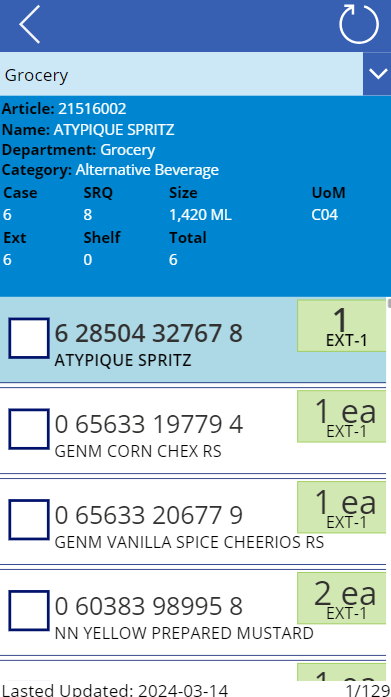 Grocery
Article: 21516002
Name: ATYPIQUE SPRITZ
Department: Grocery
Category: Alternative Beverage
Case SRQ Size UoM
6 8 1,420 ML C04
Ext Shelf Total
6 0 6
6 28504 32767 8 1
EXT-1
ATYPIQUE SPRITZ
0 65633 19779 4 1 ea
EXT-1
GENM CORN CHEX RS
0 65633 20677 9 1 ea
EXT-1
GENM VANILLA SPICE CHEERIOS RS
0 60383 98995 8 2 ea
EXT-1
NN YELLOW PREPARED MUSTARD
Lasted Updated: 2024-03-14 1/129